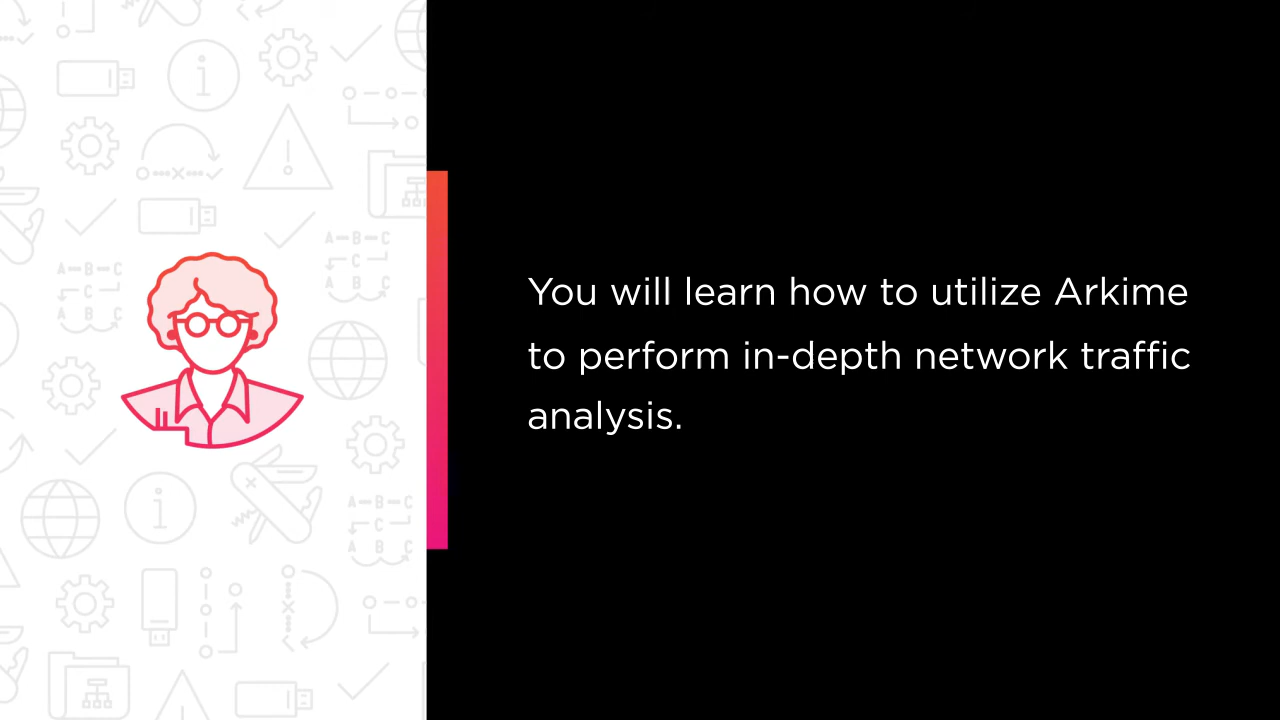 You will learn how to utilize Arkime
to perform in-depth network traffic
analysis.
A B C
C
A B C
A B C
C
A B C
A B C
C
A B C